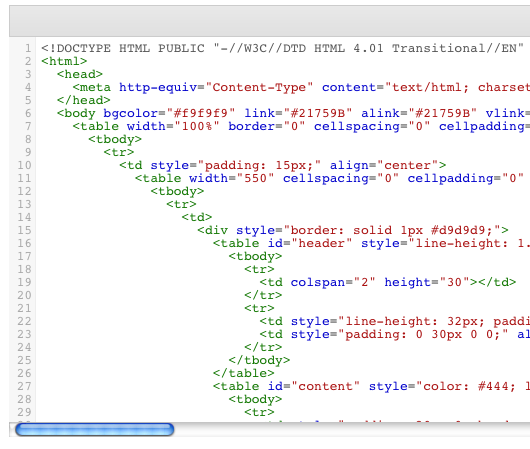 1 <!DOCTYPE HTML PUBLIC "-//W3C//DTD HTML 4.01 Transitional//EN"
2 <html>
3 <head>
4 <meta http-equiv="Content-Type" content="text/html; charset
5 </head>
6 <body bgcolor="#f9f9f9" link="#21759B" alink="#21759B" vlink
7 <table width="100%" border="0" cellspacing="0" cellpadding=
8 <tbody>
9 <tr>
10 <td style="padding: 15px;" align="center">
11 <table width="550" cellspacing="0" cellpadding="0"
12 <tbody>
13 <tr>
14 <td>
15 <div style="border: solid 1px #d9d9d9;">
16 <table id="header" style="line-height: 1.
17 <tbody>
18 <tr>
19 <td colspan="2" height="30"></td>
20 </tr>
21 <tr>
22 <td style="line-height: 32px; paddi
23 <td style="padding: 0 30px 0 0;" al
24 </tr>
25 </tbody>
26 </table>
27 <table id="content" style="color: #444; l
28 <tbody>
29 <tr>